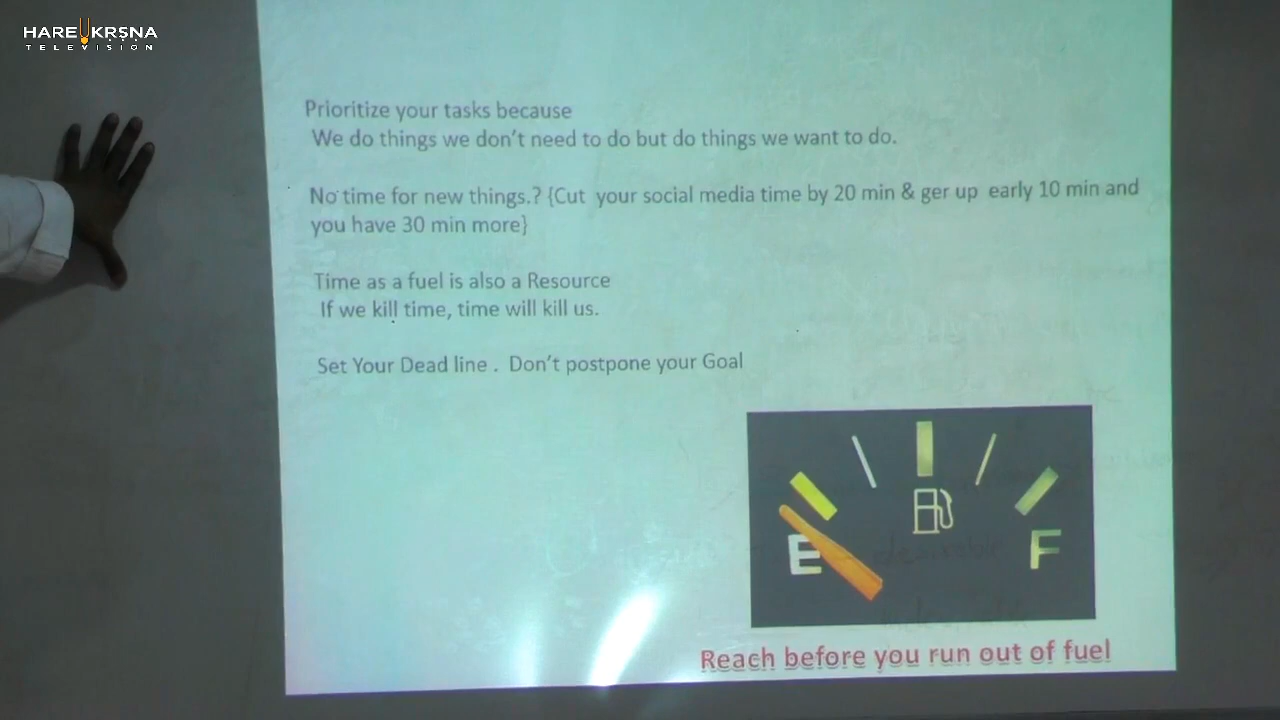 HARE KRSNA
TELEVISION
Prioritize your tasks because
We do things we don't need to do but do things we want to do.
No time for new things.? {Cut your social media time by 20 min & ger up early 10 min and
you have 30 min more}
Time as a fuel is also a Resource
If we kill time, time will kill us.
Set Your Dead line . Don't postpone your Goal
E
F
Reach before you run out of fuel